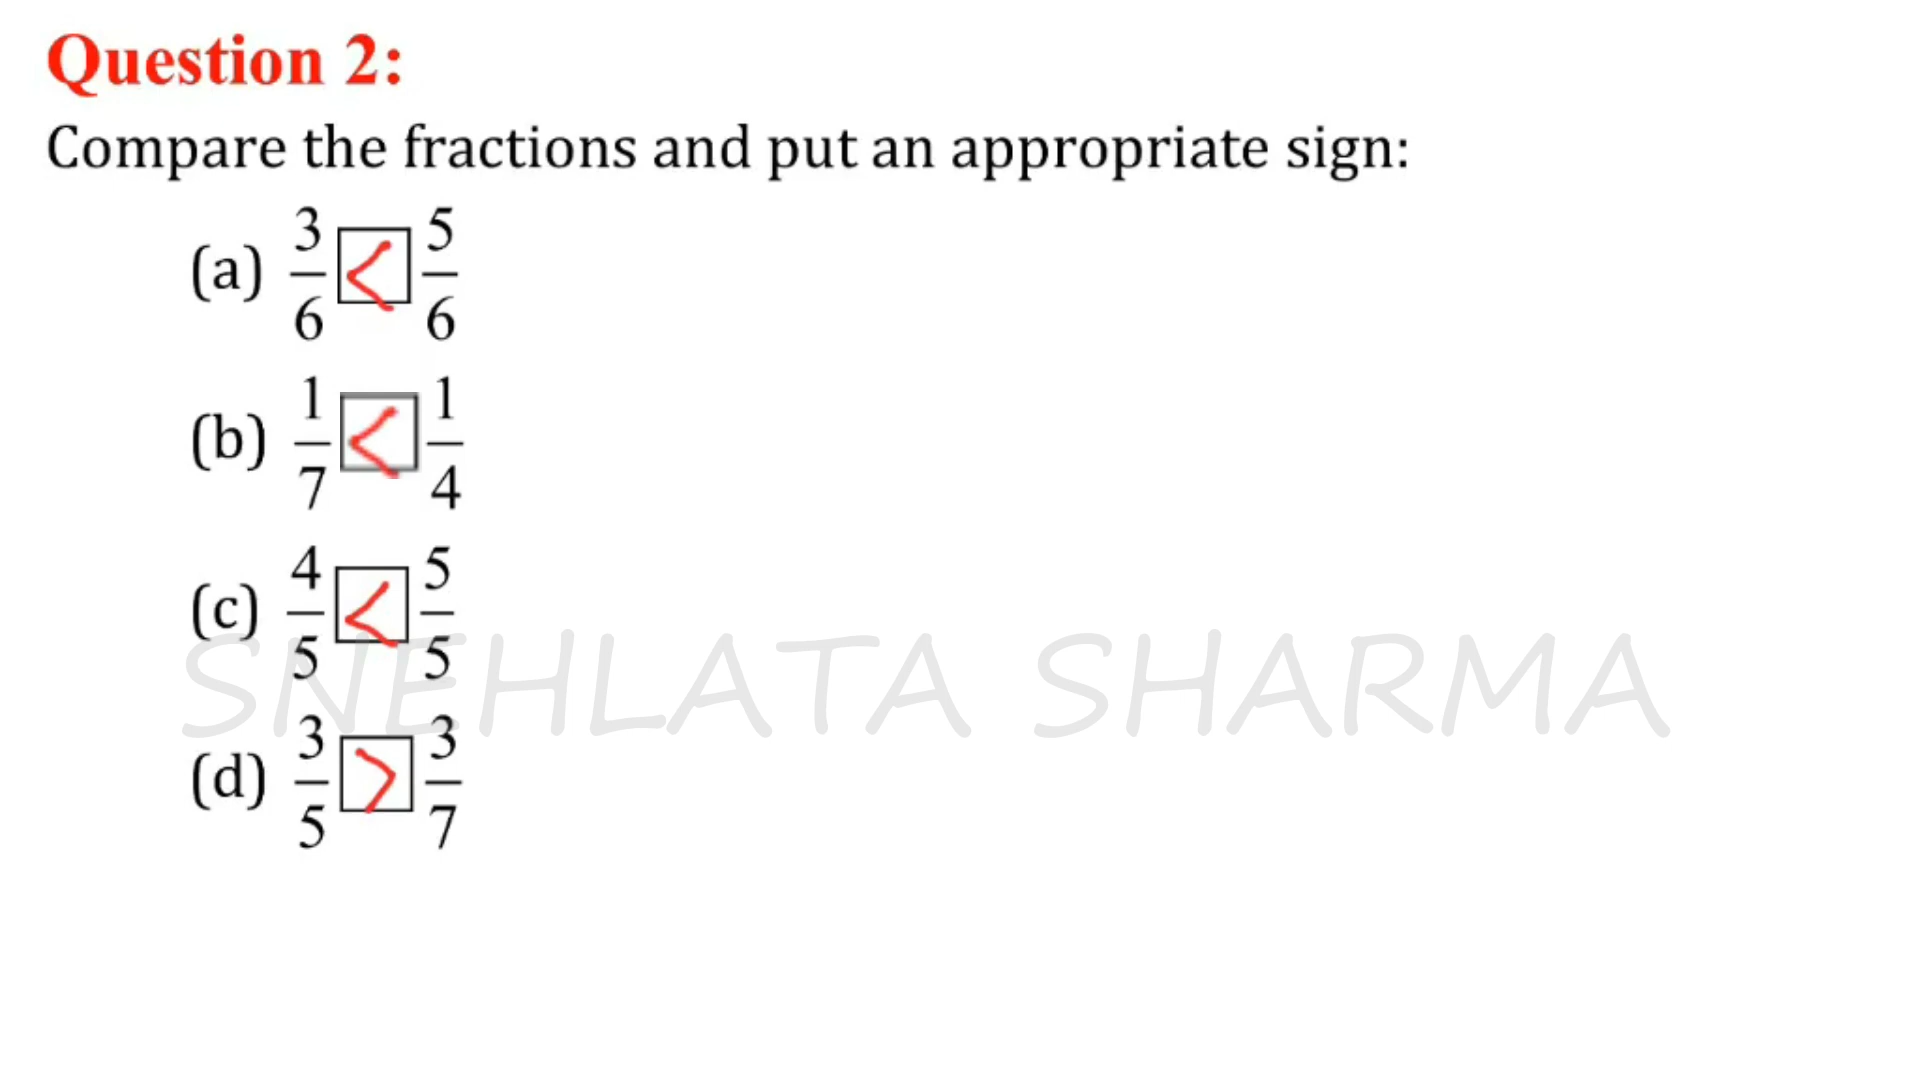 Question 2:
Compare the fractions and put an appropriate sign:
(a) 3/6 < 5/6
(b) 1/7 < 1/4
(c) 4/5 < 5/5
(d) 3/5 > 3/7
SNEHLATA SHARMA